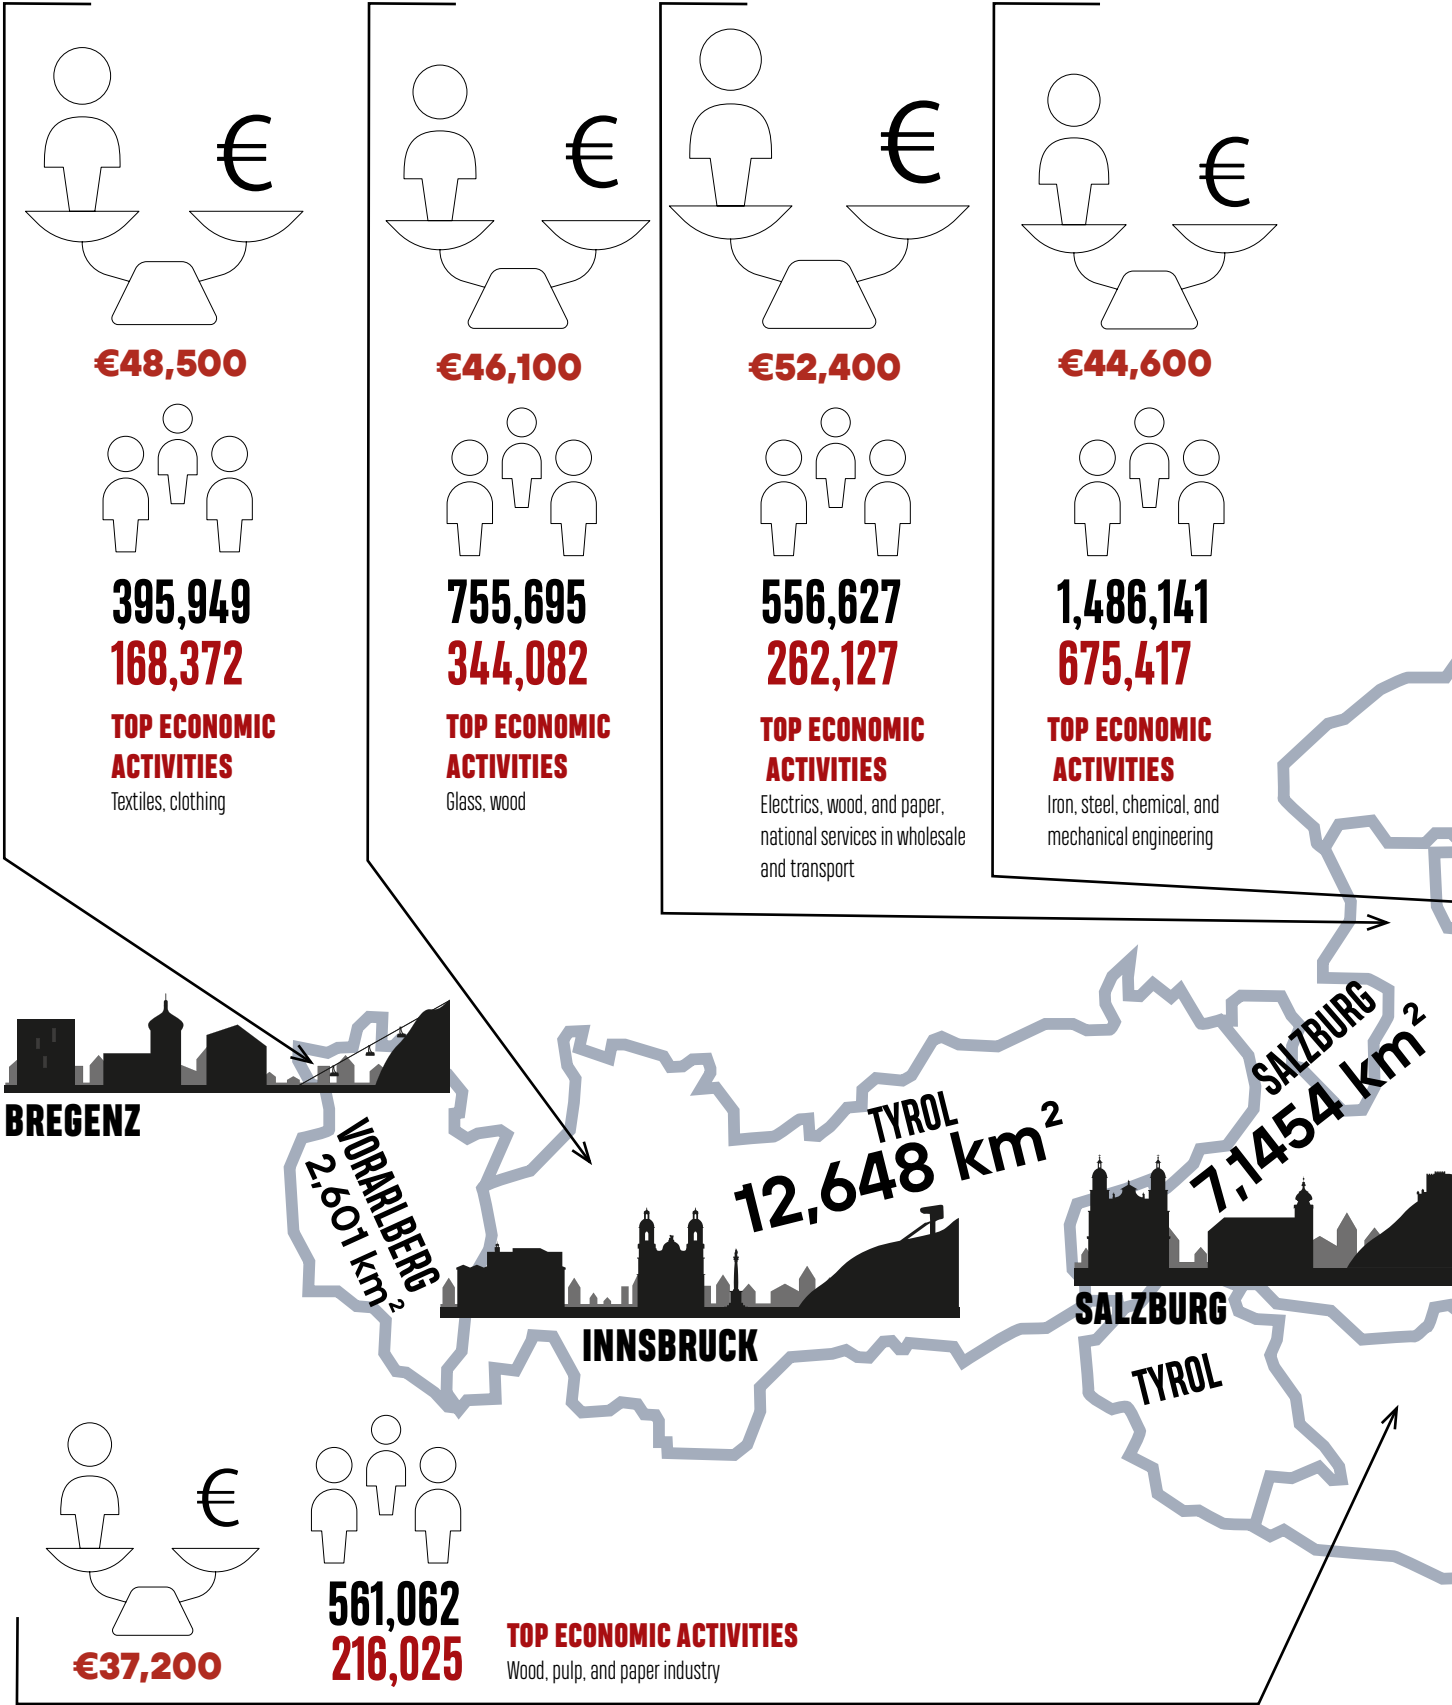 €
€48,500
395,949
168,372
TOP ECONOMIC
ACTIVITIES
Textiles, clothing
€
€46,100
755,695
344,082
TOP ECONOMIC
ACTIVITIES
Glass, wood
€
€52,400
556,627
262,127
TOP ECONOMIC
ACTIVITIES
Electrics, wood, and paper,
national services in wholesale
and transport
€
€44,600
1,486,141
675,417
TOP ECONOMIC
ACTIVITIES
Iron, steel, chemical, and
mechanical engineering
BREGENZ
VORARLBERG
2,601 km²
TYROL
12,648 km²
INNSBRUCK
SALZBURG
7,1454 km²
SALZBURG
TYROL
€
€37,200
561,062
216,025
TOP ECONOMIC ACTIVITIES
Wood, pulp, and paper industry